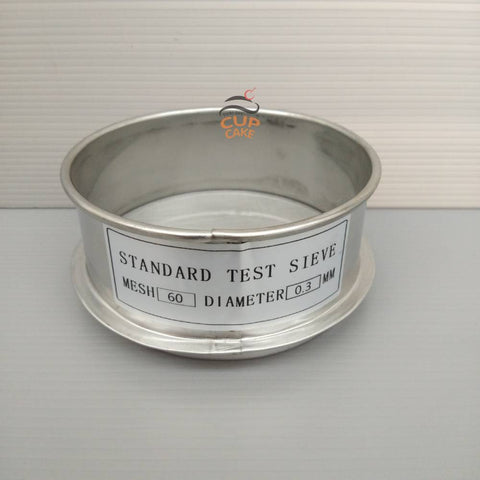 CUP
CAKE
STANDARD TEST SIEVE
MESH 60 DIAMETER 0.3 MM